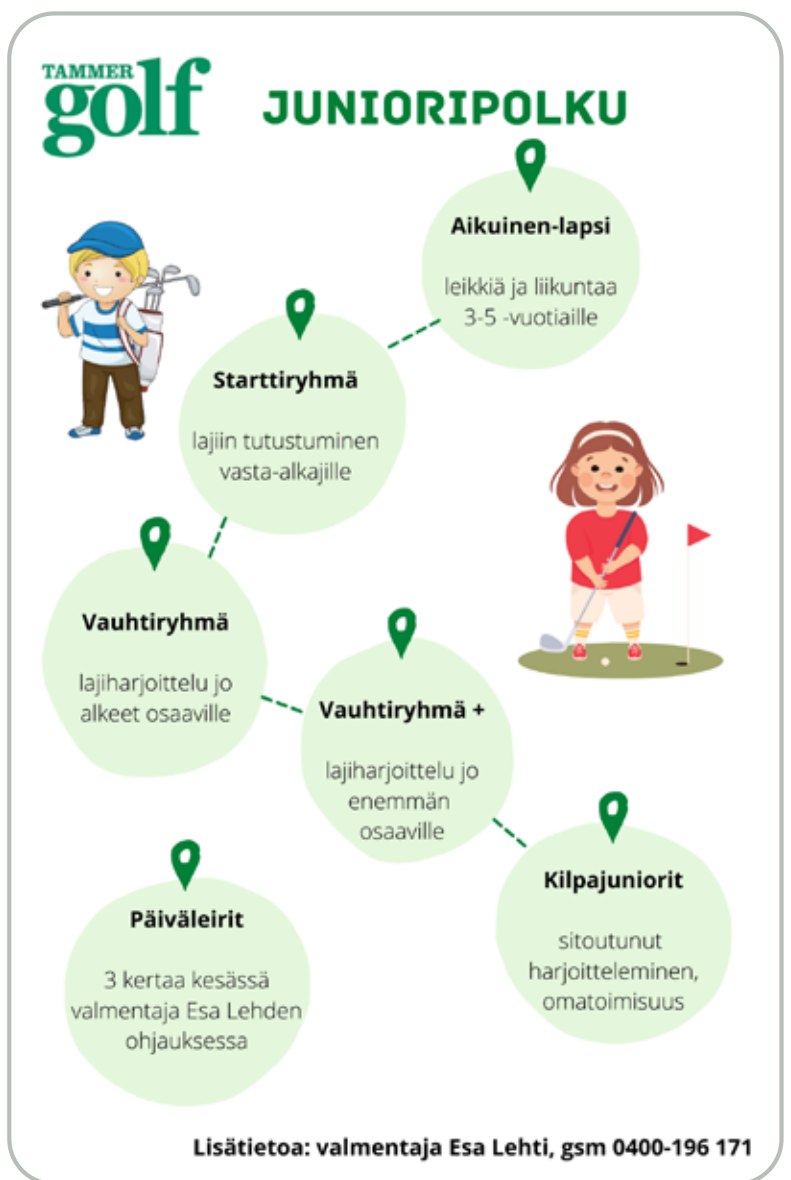 TAMMER
golf
JUNIORIPOLKU
Aikuinen-lapsi
leikkiä ja liikuntaa
3-5 -vuotiaille
Starttiryhmä
lajiin tutustuminen
vasta-alkajille
Vauhtiryhmä
lajiharjoittelu jo
alkeet osaaville
Vauhtiryhmä +
lajiharjoittelu jo
enemmän
osaaville
Kilpajuniorit
sitoutunut
harjoitteleminen,
omatoimisuus
Päiväleirit
3 kertaa kesässä
valmentaja Esa Lehden
ohjauksessa
Lisätietoa: valmentaja Esa Lehti, gsm 0400-196 171